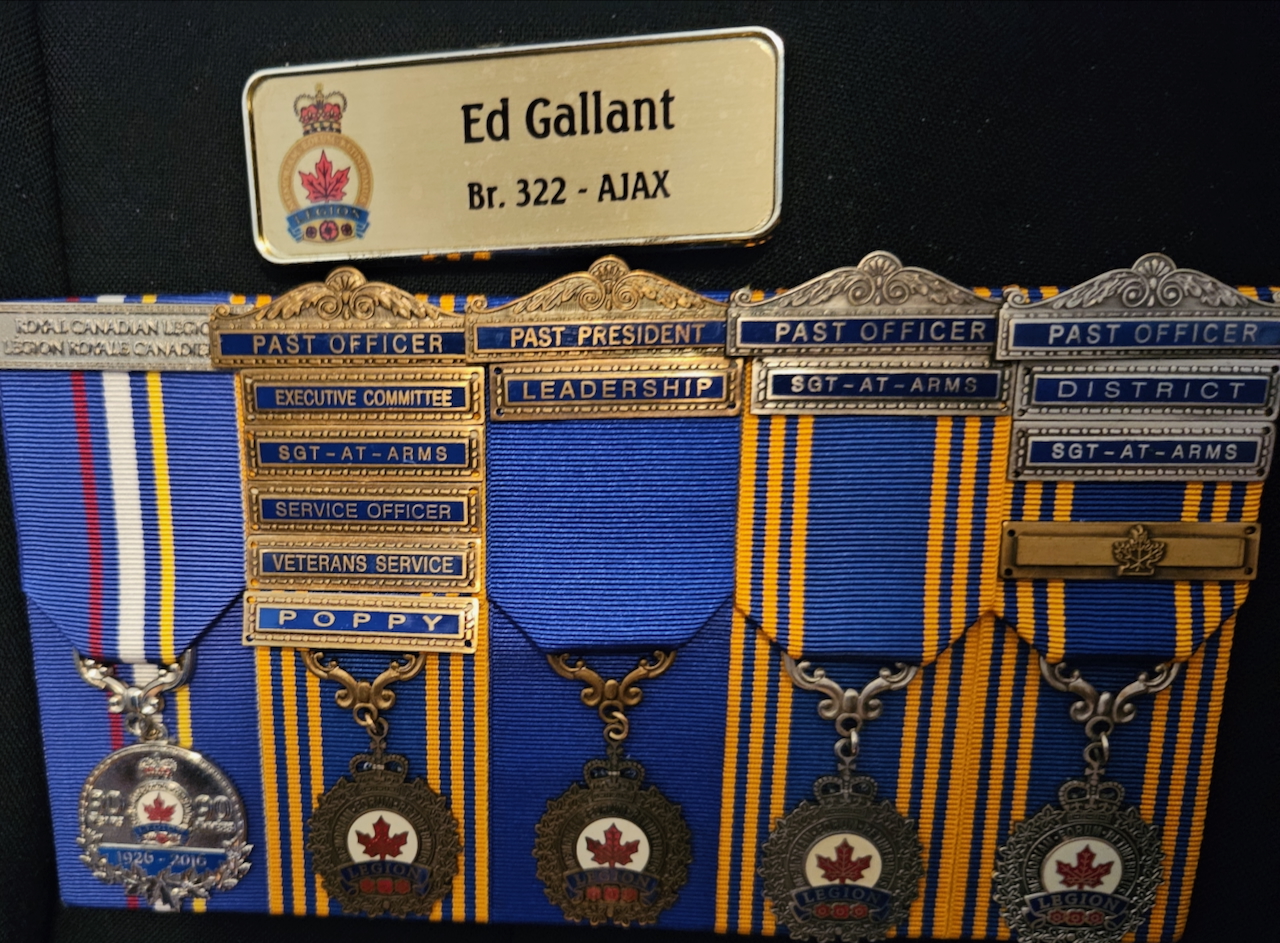 Ed Gallant
Br. 322 - AJAX
LEGION
ROYAL CANADIAN LEGIO
LEGION ROYALE CANADIE
PAST OFFICER
EXECUTIVE COMMITTEE
SGT-AT-ARMS
SERVICE OFFICER
VETERANS SERVICE
POPPY
PAST PRESIDENT
LEADERSHIP
PAST OFFICER
SGT-AT-ARMS
PAST OFFICER
DISTRICT
SGT-AT-ARMS
1926 - 2016
LEGION
LEGION
LEGION
LEGION